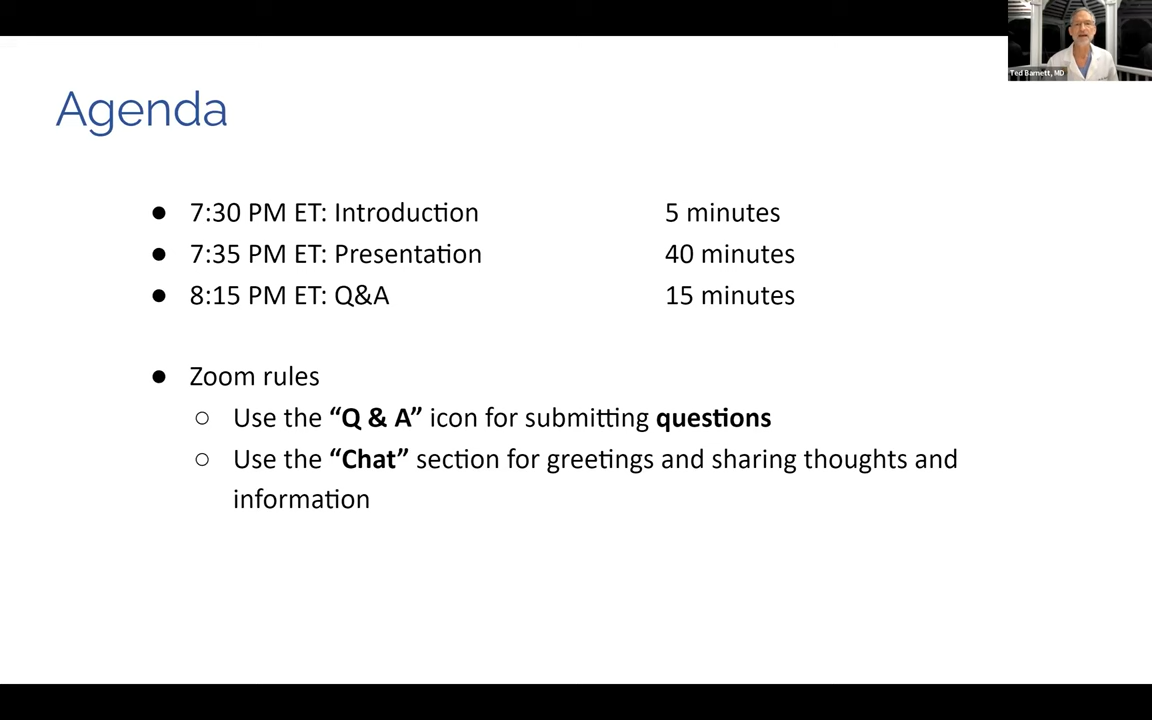 Ted Barnett, MD
Agenda
● 7:30 PM ET: Introduction 5 minutes
● 7:35 PM ET: Presentation 40 minutes
● 8:15 PM ET: Q&A 15 minutes
● Zoom rules
○ Use the “Q & A” icon for submitting questions
○ Use the “Chat” section for greetings and sharing thoughts and
information